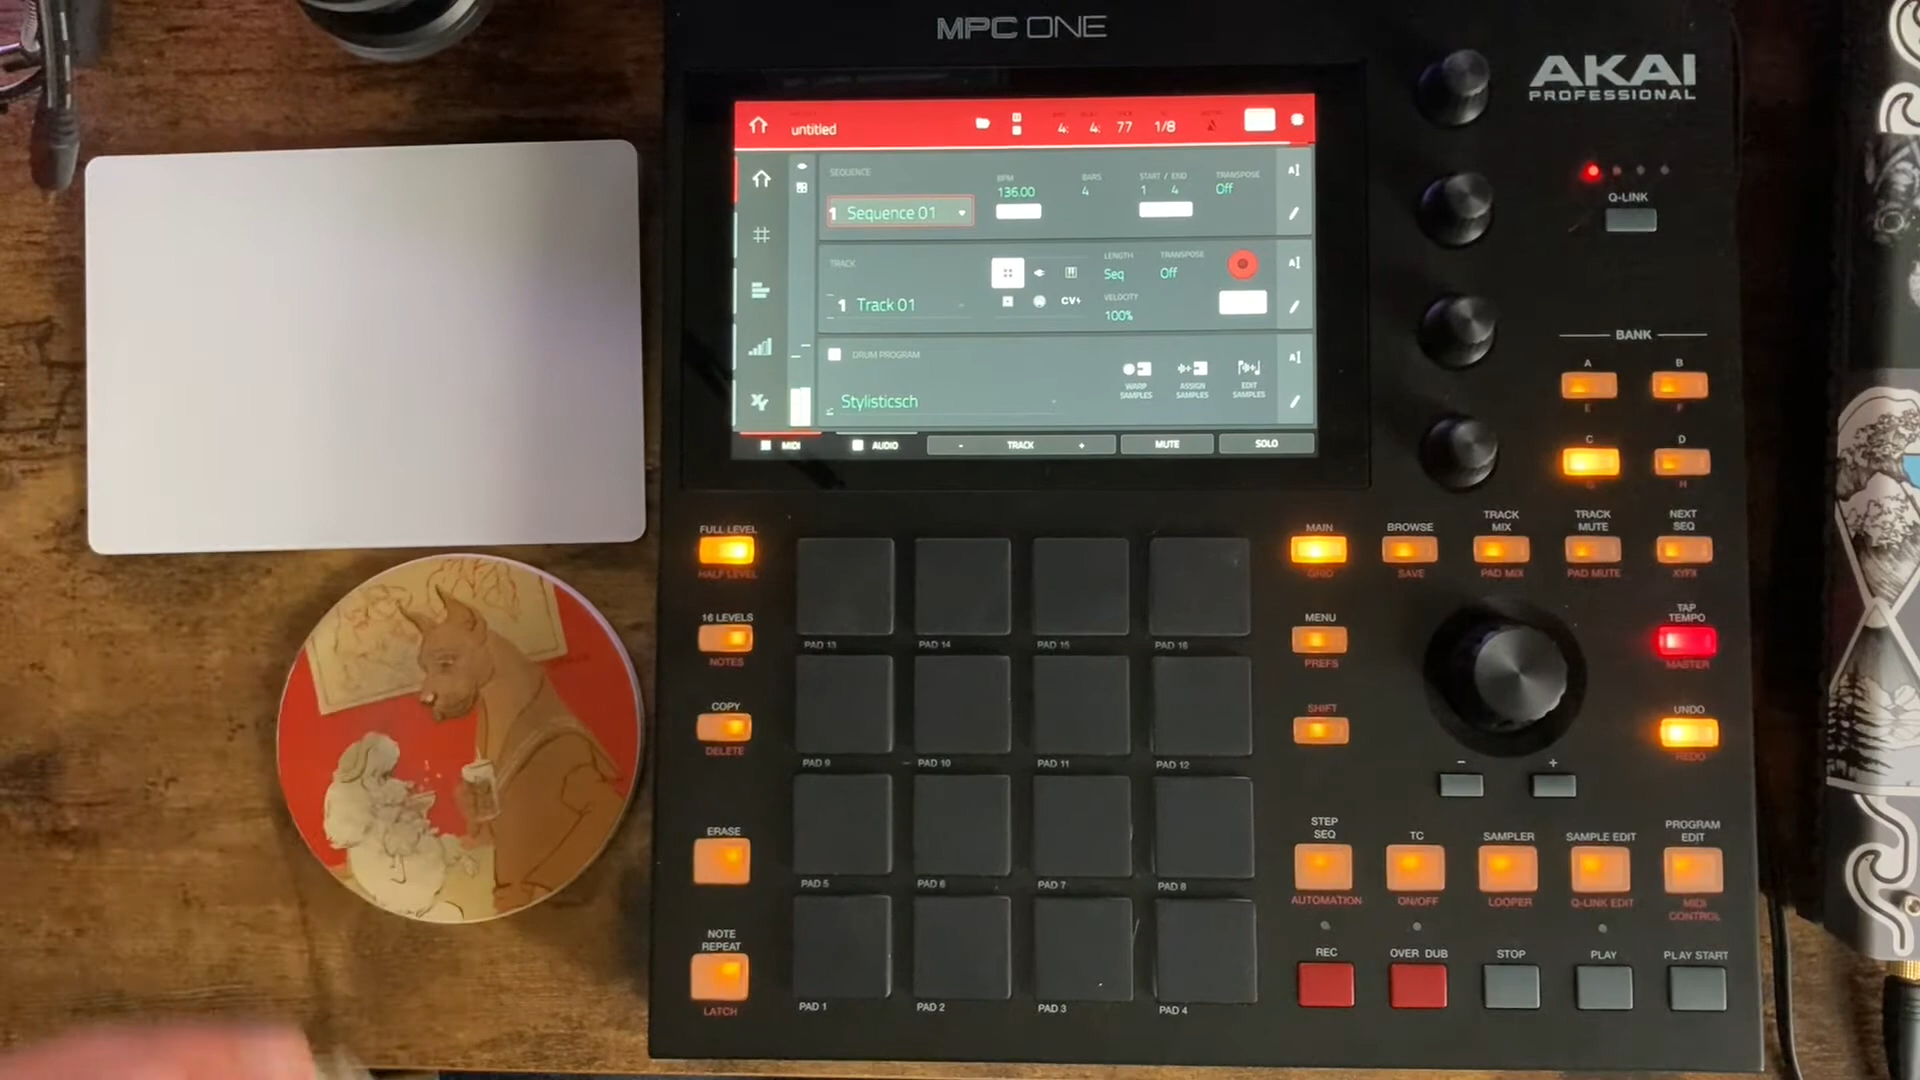 MPC ONE
AKAI
PROFESSIONAL
untitled
4: 4: 77 1/8
SEQUENCE
BPM
BARS
START / END
TRANSPOSE
136.00
4
1 4
Off
1 Sequence 01
TRACK
LENGTH
TRANSPOSE
Seq
Off
1 Track 01
CV
VELOCITY
100%
DRUM PROGRAM
Stylisticsch
WARP SAMPLES
ASSIGN SAMPLES
EDIT SAMPLES
XY
MIDI
AUDIO
- TRACK +
MUTE
SOLO
Q-LINK
BANK
A
B
E
F
C
D
G
H
FULL LEVEL
HALF LEVEL
16 LEVELS
NOTES
COPY
DELETE
ERASE
NOTE REPEAT
LATCH
PAD 13
PAD 14
PAD 15
PAD 16
PAD 9
PAD 10
PAD 11
PAD 12
PAD 5
PAD 6
PAD 7
PAD 8
PAD 1
PAD 2
PAD 3
PAD 4
MAIN
GRID
BROWSE
SAVE
TRACK MIX
PAD MIX
TRACK MUTE
PAD MUTE
NEXT SEQ
XYFX
MENU
PREFS
TAP TEMPO
MASTER
SHIFT
UNDO
REDO
-
+
STEP SEQ
AUTOMATION
TC
ON/OFF
SAMPLER
LOOPER
SAMPLE EDIT
Q-LINK EDIT
PROGRAM EDIT
MIDI CONTROL
REC
OVER DUB
STOP
PLAY
PLAY START